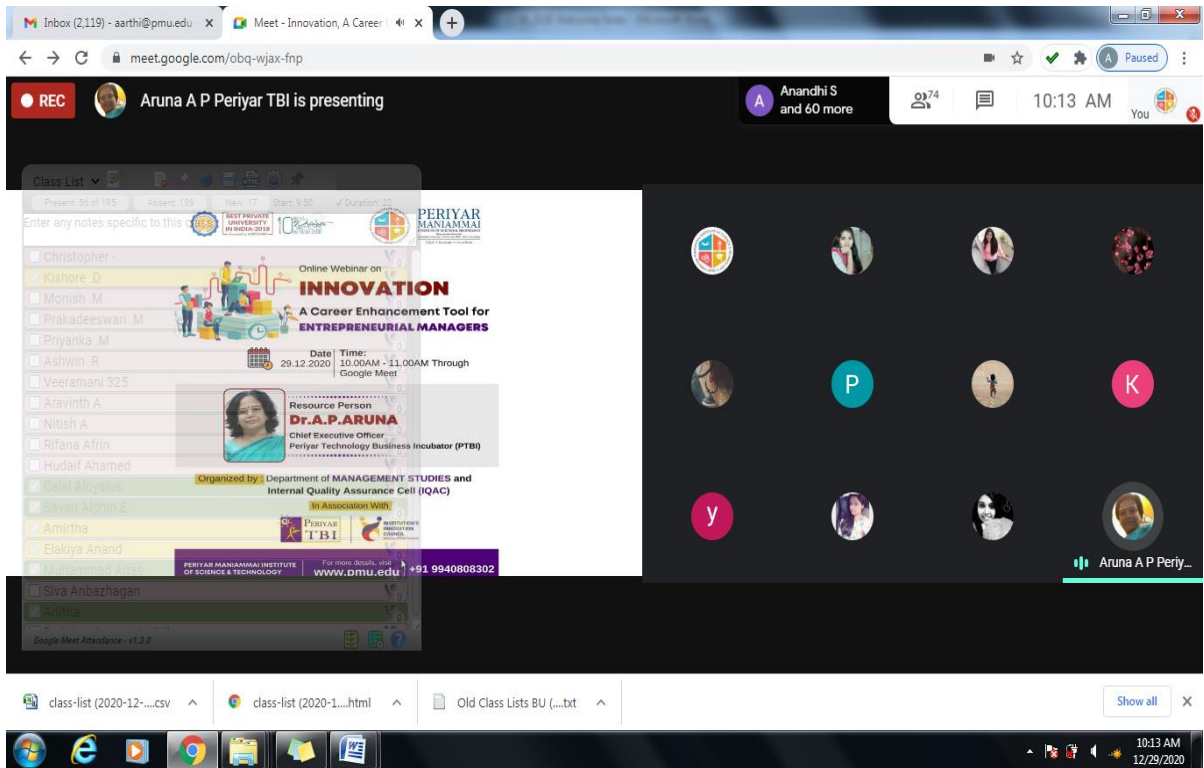 Inbox (2,119) - aarthi@pmu.edu
Meet - Innovation, A Career
meet.google.com/obq-wjax-fnp
A Paused
REC
Aruna A P Periyar TBI is presenting
A
Anandhi S
and 60 more
74
10:13 AM
You
Class List
Present: 56 of 195
Absent: 139
New: 17
Start: 9:50
✓ Duration: 22
Enter any notes specific to this
BEST PRIVATE
UNIVERSITY
IN INDIA-2018
PERIYAR
MANIAMMAI
Christopher -
Kishore .D
Monish .M
Prakadeeswari .M
Priyanka .M
Ashwin .R
Veeramani 325
Aravinth A
Nitish A
Rifana Afrin
Hudaif Ahamed
Celsi Aloysius
Savan Alphin E
Amirtha
Elakiya Anand
Muhammad Anas
Siva Anbazhagan
Anitha
Google Meet Attendance - v1.3.0
Online Webinar on
INNOVATION
A Career Enhancement Tool for
ENTREPRENEURIAL MANAGERS
Date
29.12.2020
Time:
10.00AM - 11.00AM Through
Google Meet
Resource Person
Dr.A.P.ARUNA
Chief Executive Officer
Periyar Technology Business Incubator (PTBI)
Organized by : Department of MANAGEMENT STUDIES and
Internal Quality Assurance Cell (IQAC)
In Association With
PERIYAR
TBI
INSTITUTION'S
INNOVATION
COUNCIL
PERIYAR MANIAMMAI INSTITUTE
OF SCIENCE & TECHNOLOGY
For more details, visit
www.pmu.edu
+91 9940808302
P
K
y
Aruna A P Periy...
class-list (2020-12-....csv
class-list (2020-1....html
Old Class Lists BU (....txt
Show all
10:13 AM
12/29/2020